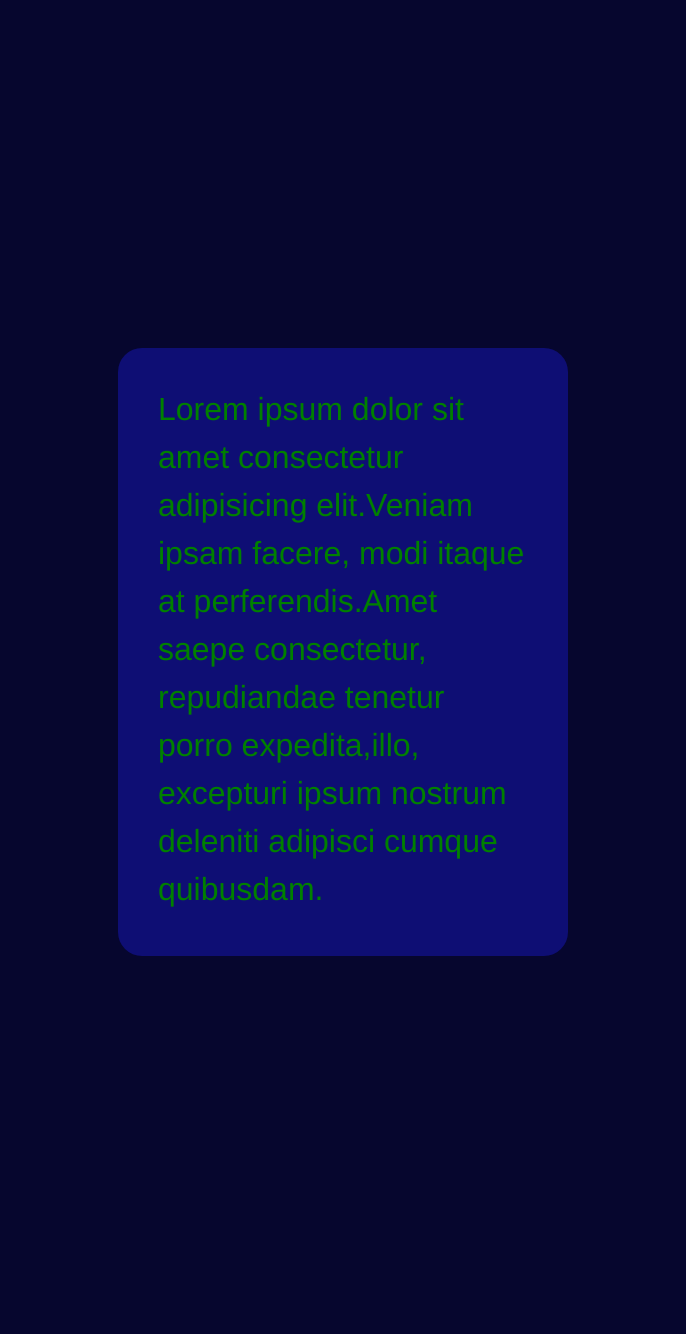 Lorem ipsum dolor sit
amet consectetur
adipisicing elit.Veniam
ipsam facere, modi itaque
at perferendis.Amet
saepe consectetur,
repudiandae tenetur
porro expedita,illo,
excepturi ipsum nostrum
deleniti adipisci cumque
quibusdam.